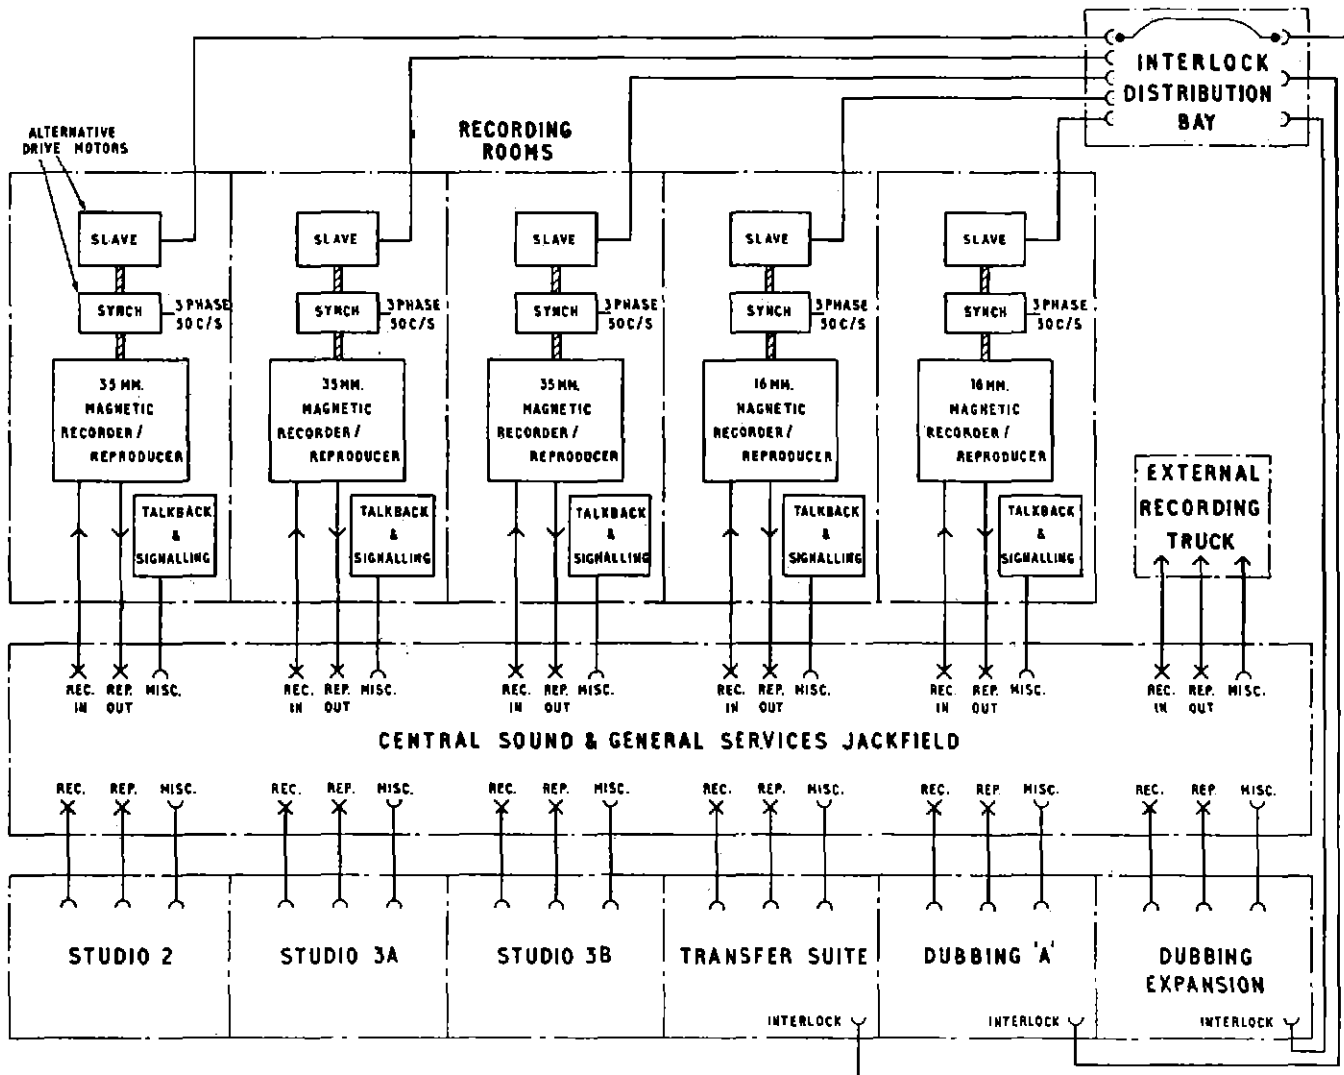 INTERLOCK
DISTRIBUTION
BAY
RECORDING
ROOMS
ALTERNATIVE
DRIVE MOTORS
SLAVE
SLAVE
SLAVE
SLAVE
SLAVE
SYNCH
3 PHASE
50 C/S
SYNCH
3 PHASE
50 C/S
SYNCH
3 PHASE
50 C/S
SYNCH
3 PHASE
50 C/S
SYNCH
3 PHASE
50 C/S
35 MM.
MAGNETIC
RECORDER /
REPRODUCER
35 MM.
MAGNETIC
RECORDER /
REPRODUCER
35 MM.
MAGNETIC
RECORDER /
REPRODUCER
16 MM.
MAGNETIC
RECORDER /
REPRODUCER
16 MM.
MAGNETIC
RECORDER /
REPRODUCER
EXTERNAL
RECORDING
TRUCK
TALKBACK
&
SIGNALLING
TALKBACK
&
SIGNALLING
TALKBACK
&
SIGNALLING
TALKBACK
&
SIGNALLING
TALKBACK
&
SIGNALLING
REC. REP. MISC.
IN OUT
REC. REP. MISC.
IN OUT
REC. REP. MISC.
IN OUT
REC. REP. MISC.
IN OUT
REC. REP. MISC.
IN OUT
REC. REP. MISC.
IN OUT
CENTRAL SOUND & GENERAL SERVICES JACKFIELD
REC. REP. MISC.
REC. REP. MISC.
REC. REP. MISC.
REC. REP. MISC.
REC. REP. MISC.
REC. REP. MISC.
STUDIO 2
STUDIO 3A
STUDIO 3B
TRANSFER SUITE
DUBBING 'A'
DUBBING
EXPANSION
INTERLOCK
INTERLOCK
INTERLOCK